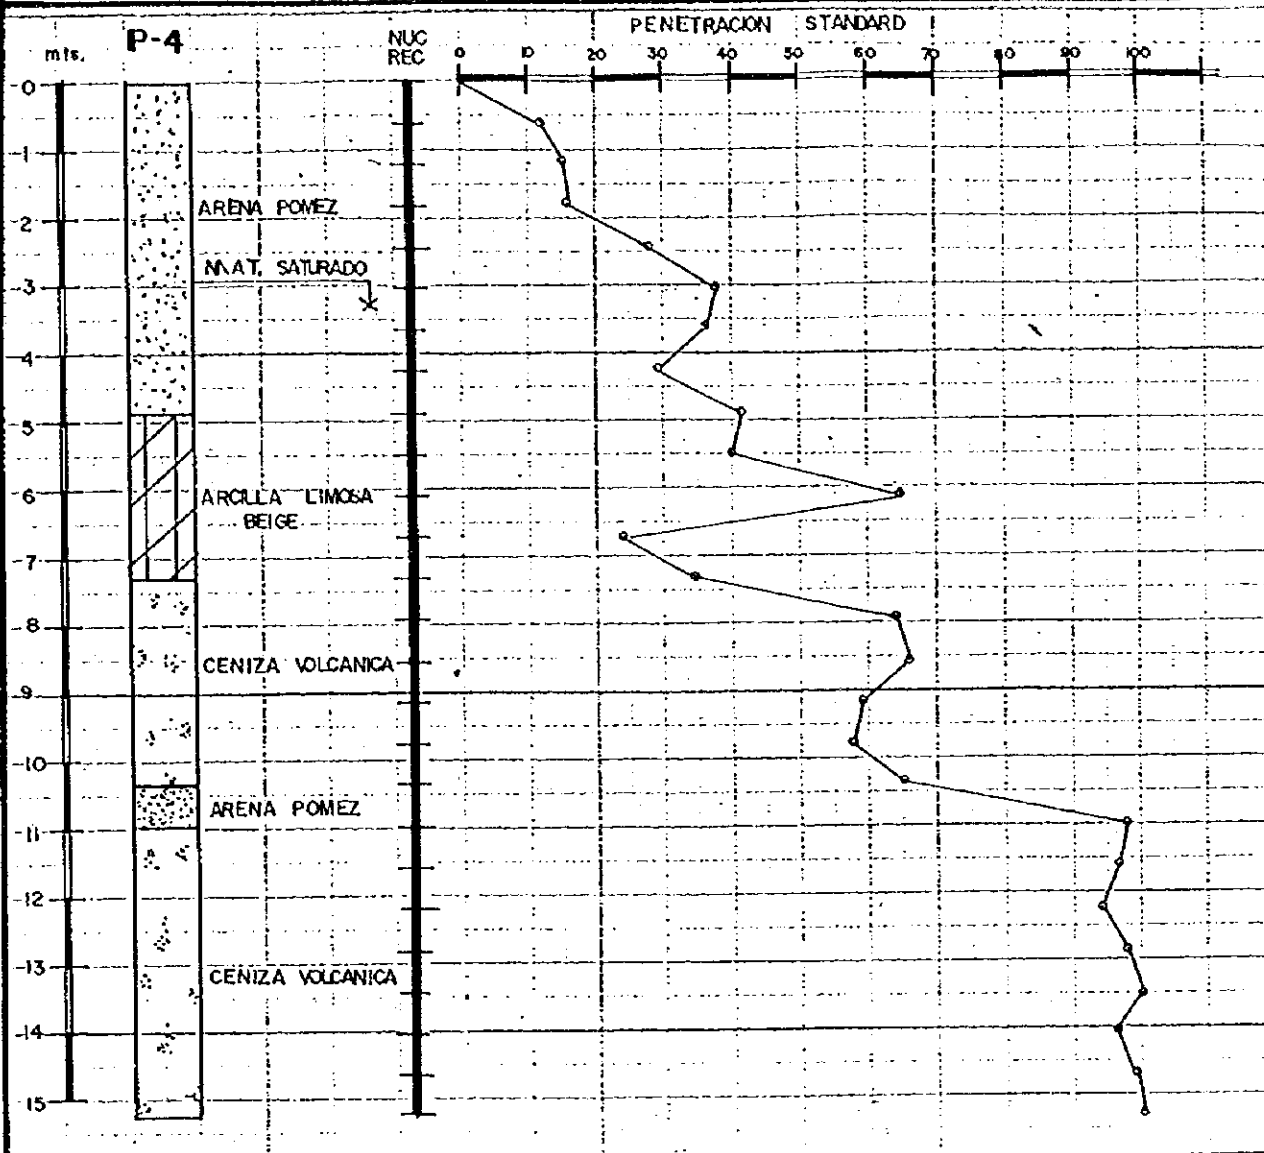 PENETRACION STANDARD
mts. P-4 NUC REC 0 10 20 30 40 50 60 70 80 90 100
-0
-1
ARENA POMEZ
-2
MAT. SATURADO
-3
-4
-5
-6
ARCILLA LIMOSA
BEIGE
-7
-8
CENIZA VOLCANICA
-9
-10
ARENA POMEZ
-11
-12
-13
CENIZA VOLCANICA
-14
-15